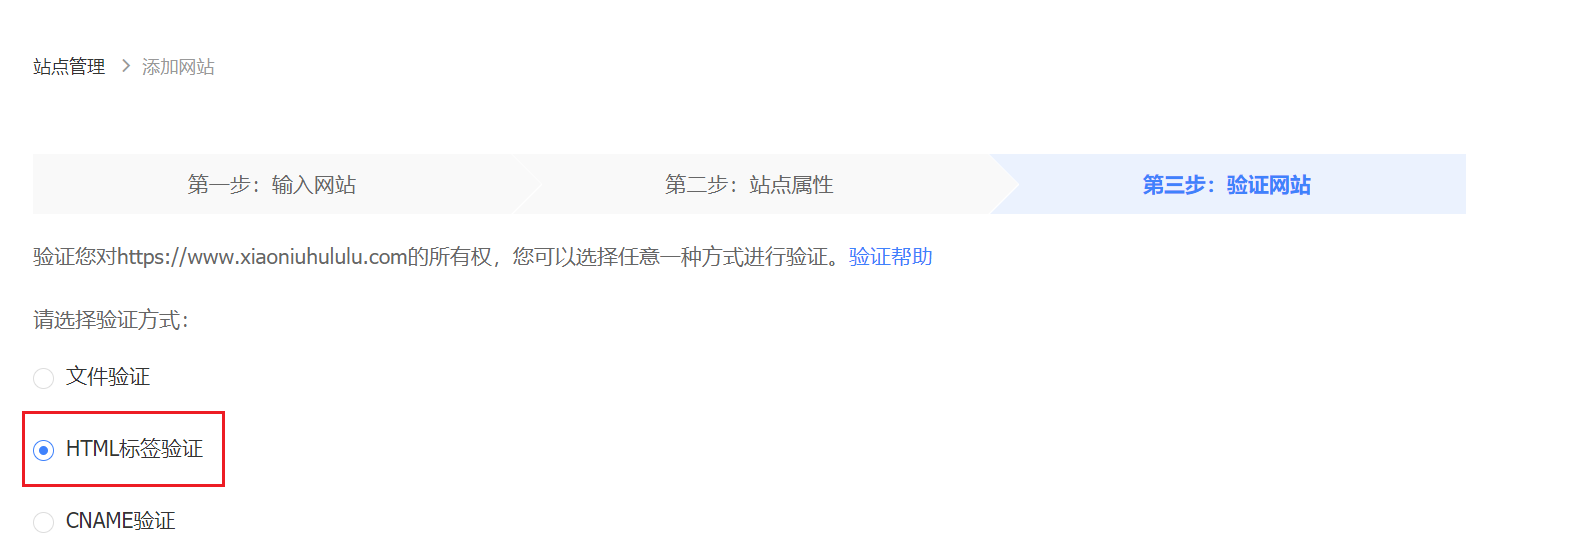 站点管理 > 添加网站
第一步：输入网站 第二步：站点属性 第三步：验证网站
验证您对https://www.xiaoniuhululu.com的所有权，您可以选择任意一种方式进行验证。验证帮助
请选择验证方式：
文件验证
HTML标签验证
CNAME验证